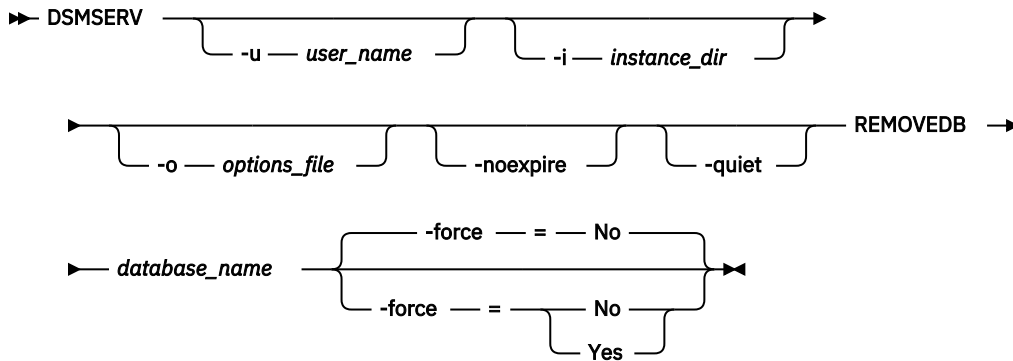 DSMSERV
-u user_name
-i instance_dir
REMOVEDB
-o options_file
-noexpire
-quiet
-force = No
database_name
-force = No
Yes